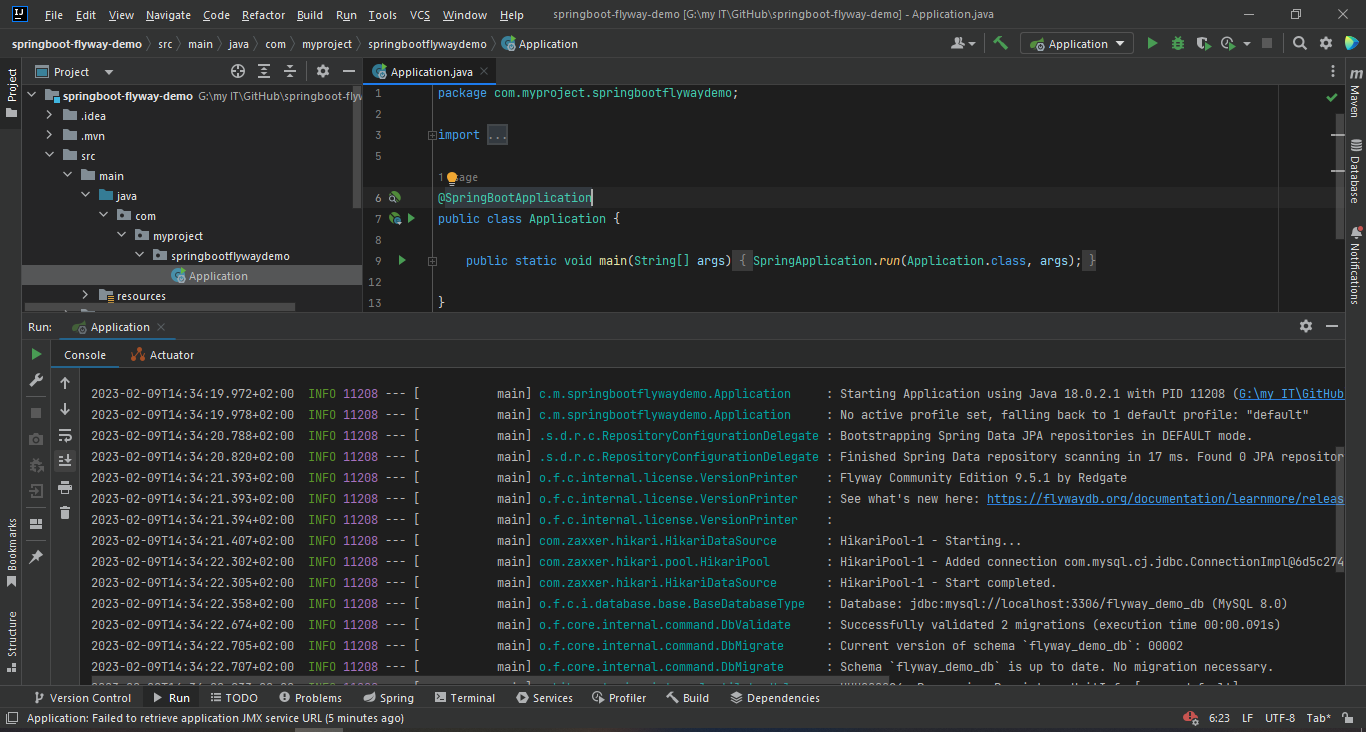 File Edit View Navigate Code Refactor Build Run Tools VCS Window Help springboot-flyway-demo [G:\my IT\GitHub\springboot-flyway-demo] - Application.java
springboot-flyway-demo src main java com myproject springbootflywaydemo Application Application
Project
Project
Application.java
springboot-flyway-demo G:\my IT\GitHub\springboot-flyw
.idea
.mvn
src
main
java
com
myproject
springbootflywaydemo
Application
resources
1 package com.myproject.springbootflywaydemo;
2
3 import ...
5
1
6 @SpringBootApplication
7 public class Application {
8
9 public static void main(String[] args) { SpringApplication.run(Application.class, args); }
12
13 }
Maven
Database
Notifications
Run: Application
Console Actuator
2023-02-09T14:34:19.972+02:00 INFO 11208 --- [ main] c.m.springbootflywaydemo.Application : Starting Application using Java 18.0.2.1 with PID 11208 (G:\my IT\GitHub
2023-02-09T14:34:19.978+02:00 INFO 11208 --- [ main] c.m.springbootflywaydemo.Application : No active profile set, falling back to 1 default profile: "default"
2023-02-09T14:34:20.788+02:00 INFO 11208 --- [ main] .s.d.r.c.RepositoryConfigurationDelegate : Bootstrapping Spring Data JPA repositories in DEFAULT mode.
2023-02-09T14:34:20.820+02:00 INFO 11208 --- [ main] .s.d.r.c.RepositoryConfigurationDelegate : Finished Spring Data repository scanning in 17 ms. Found 0 JPA repositor
2023-02-09T14:34:21.393+02:00 INFO 11208 --- [ main] o.f.c.internal.license.VersionPrinter : Flyway Community Edition 9.5.1 by Redgate
2023-02-09T14:34:21.393+02:00 INFO 11208 --- [ main] o.f.c.internal.license.VersionPrinter : See what's new here: https://flywaydb.org/documentation/learnmore/releas
2023-02-09T14:34:21.394+02:00 INFO 11208 --- [ main] o.f.c.internal.license.VersionPrinter :
2023-02-09T14:34:21.407+02:00 INFO 11208 --- [ main] com.zaxxer.hikari.HikariDataSource : HikariPool-1 - Starting...
2023-02-09T14:34:22.302+02:00 INFO 11208 --- [ main] com.zaxxer.hikari.pool.HikariPool : HikariPool-1 - Added connection com.mysql.cj.jdbc.ConnectionImpl@6d5c274
2023-02-09T14:34:22.305+02:00 INFO 11208 --- [ main] com.zaxxer.hikari.HikariDataSource : HikariPool-1 - Start completed.
2023-02-09T14:34:22.358+02:00 INFO 11208 --- [ main] o.f.c.i.database.base.BaseDatabaseType : Database: jdbc:mysql://localhost:3306/flyway_demo_db (MySQL 8.0)
2023-02-09T14:34:22.674+02:00 INFO 11208 --- [ main] o.f.core.internal.command.DbValidate : Successfully validated 2 migrations (execution time 00:00.091s)
2023-02-09T14:34:22.705+02:00 INFO 11208 --- [ main] o.f.core.internal.command.DbMigrate : Current version of schema `flyway_demo_db`: 00002
2023-02-09T14:34:22.707+02:00 INFO 11208 --- [ main] o.f.core.internal.command.DbMigrate : Schema `flyway_demo_db` is up to date. No migration necessary.
Bookmarks
Structure
Version Control Run TODO Problems Spring Terminal Services Profiler Build Dependencies
Application: Failed to retrieve application JMX service URL (5 minutes ago) 6:23 LF UTF-8 Tab*